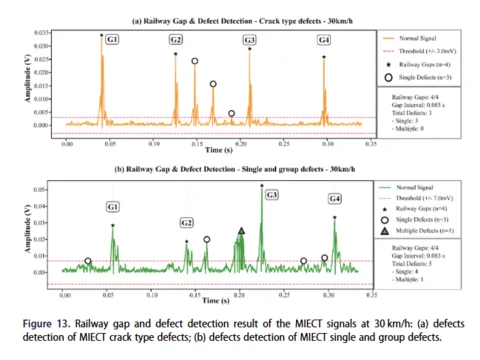 (a) Railway Gap & Defect Detection - Crack type defects - 30km/h
G1
G2
G3
G4
Amplitude (V)
0.035
0.030
0.025
0.020
0.015
0.010
0.005
0.000
0.00
0.05
0.10
0.15
0.20
0.25
0.30
0.35
Time (s)
Normal Signal
Threshold (+/- 3.0mV)
Railway Gaps (n=4)
Single Defects (n=3)
Railway Gaps: 4/4
Gap Interval: 0.085 s
Total Defects: 3
- Single: 3
- Multiple: 0
(b) Railway Gap & Defect Detection - Single and group defects - 30km/h
G1
G2
G3
G4
Amplitude (V)
0.05
0.04
0.03
0.02
0.01
0.00
0.00
0.05
0.10
0.15
0.20
0.25
0.30
0.35
Time (s)
Normal Signal
Threshold (+/- 7.0mV)
Railway Gaps (n=4)
Single Defects
Multiple Defects (n=1)
Railway Gaps: 4/4
Gap Interval: 0.083 s
Total Defects: 5
- Single: 4
- Multiple: 1
Figure 13. Railway gap and defect detection result of the MIECT signals at 30 km/h: (a) defects
detection of MIECT crack type defects; (b) defects detection of MIECT single and group defects.